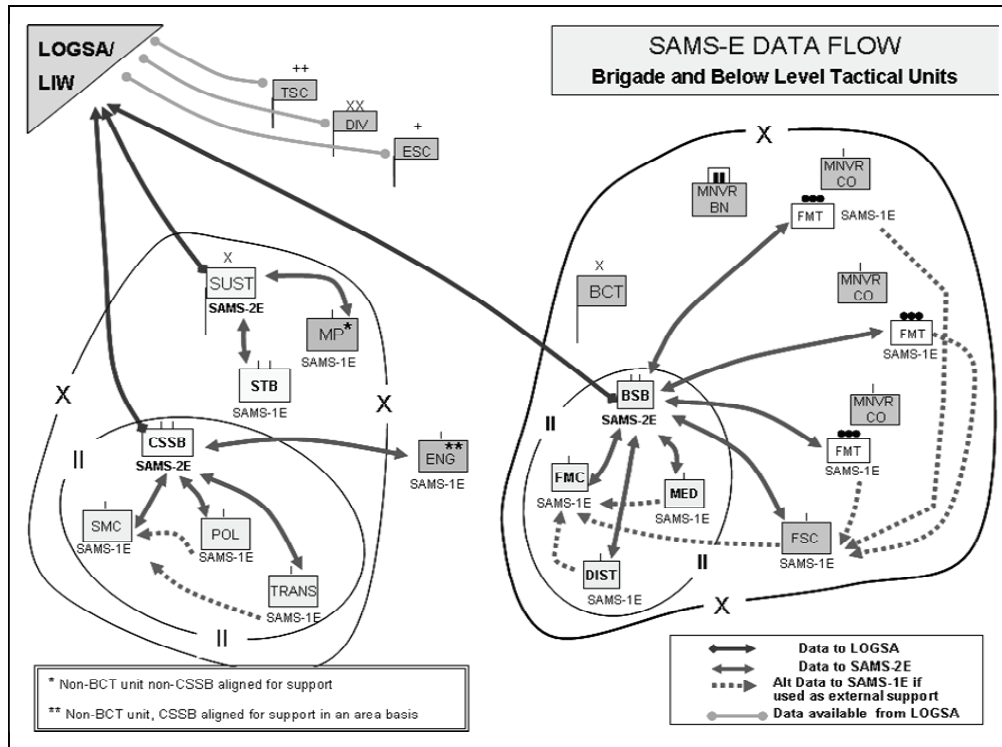 LOGSA/
LIW
SAMS-E DATA FLOW
Brigade and Below Level Tactical Units
++
TSC
XX
DIV
+
ESC
X
MNVR
BN
MNVR
CO
FMT
SAMS-1E
X
SUST
SAMS-2E
MP*
SAMS-1E
STB
SAMS-1E
X
X
X
BCT
MNVR
CO
FMT
SAMS-1E
MNVR
CO
FMT
SAMS-1E
II
CSSB
SAMS-2E
ENG**
SAMS-1E
SMC
SAMS-1E
POL
SAMS-1E
TRANS
SAMS-1E
II
II
BSB
SAMS-2E
FMC
SAMS-1E
MED
SAMS-1E
DIST
SAMS-1E
II
FSC
SAMS-1E
X
* Non-BCT unit non-CSSB aligned for support
** Non-BCT unit, CSSB aligned for support in an area basis
Data to LOGSA
Data to SAMS-2E
Alt Data to SAMS-1E if
used as external support
Data available from LOGSA